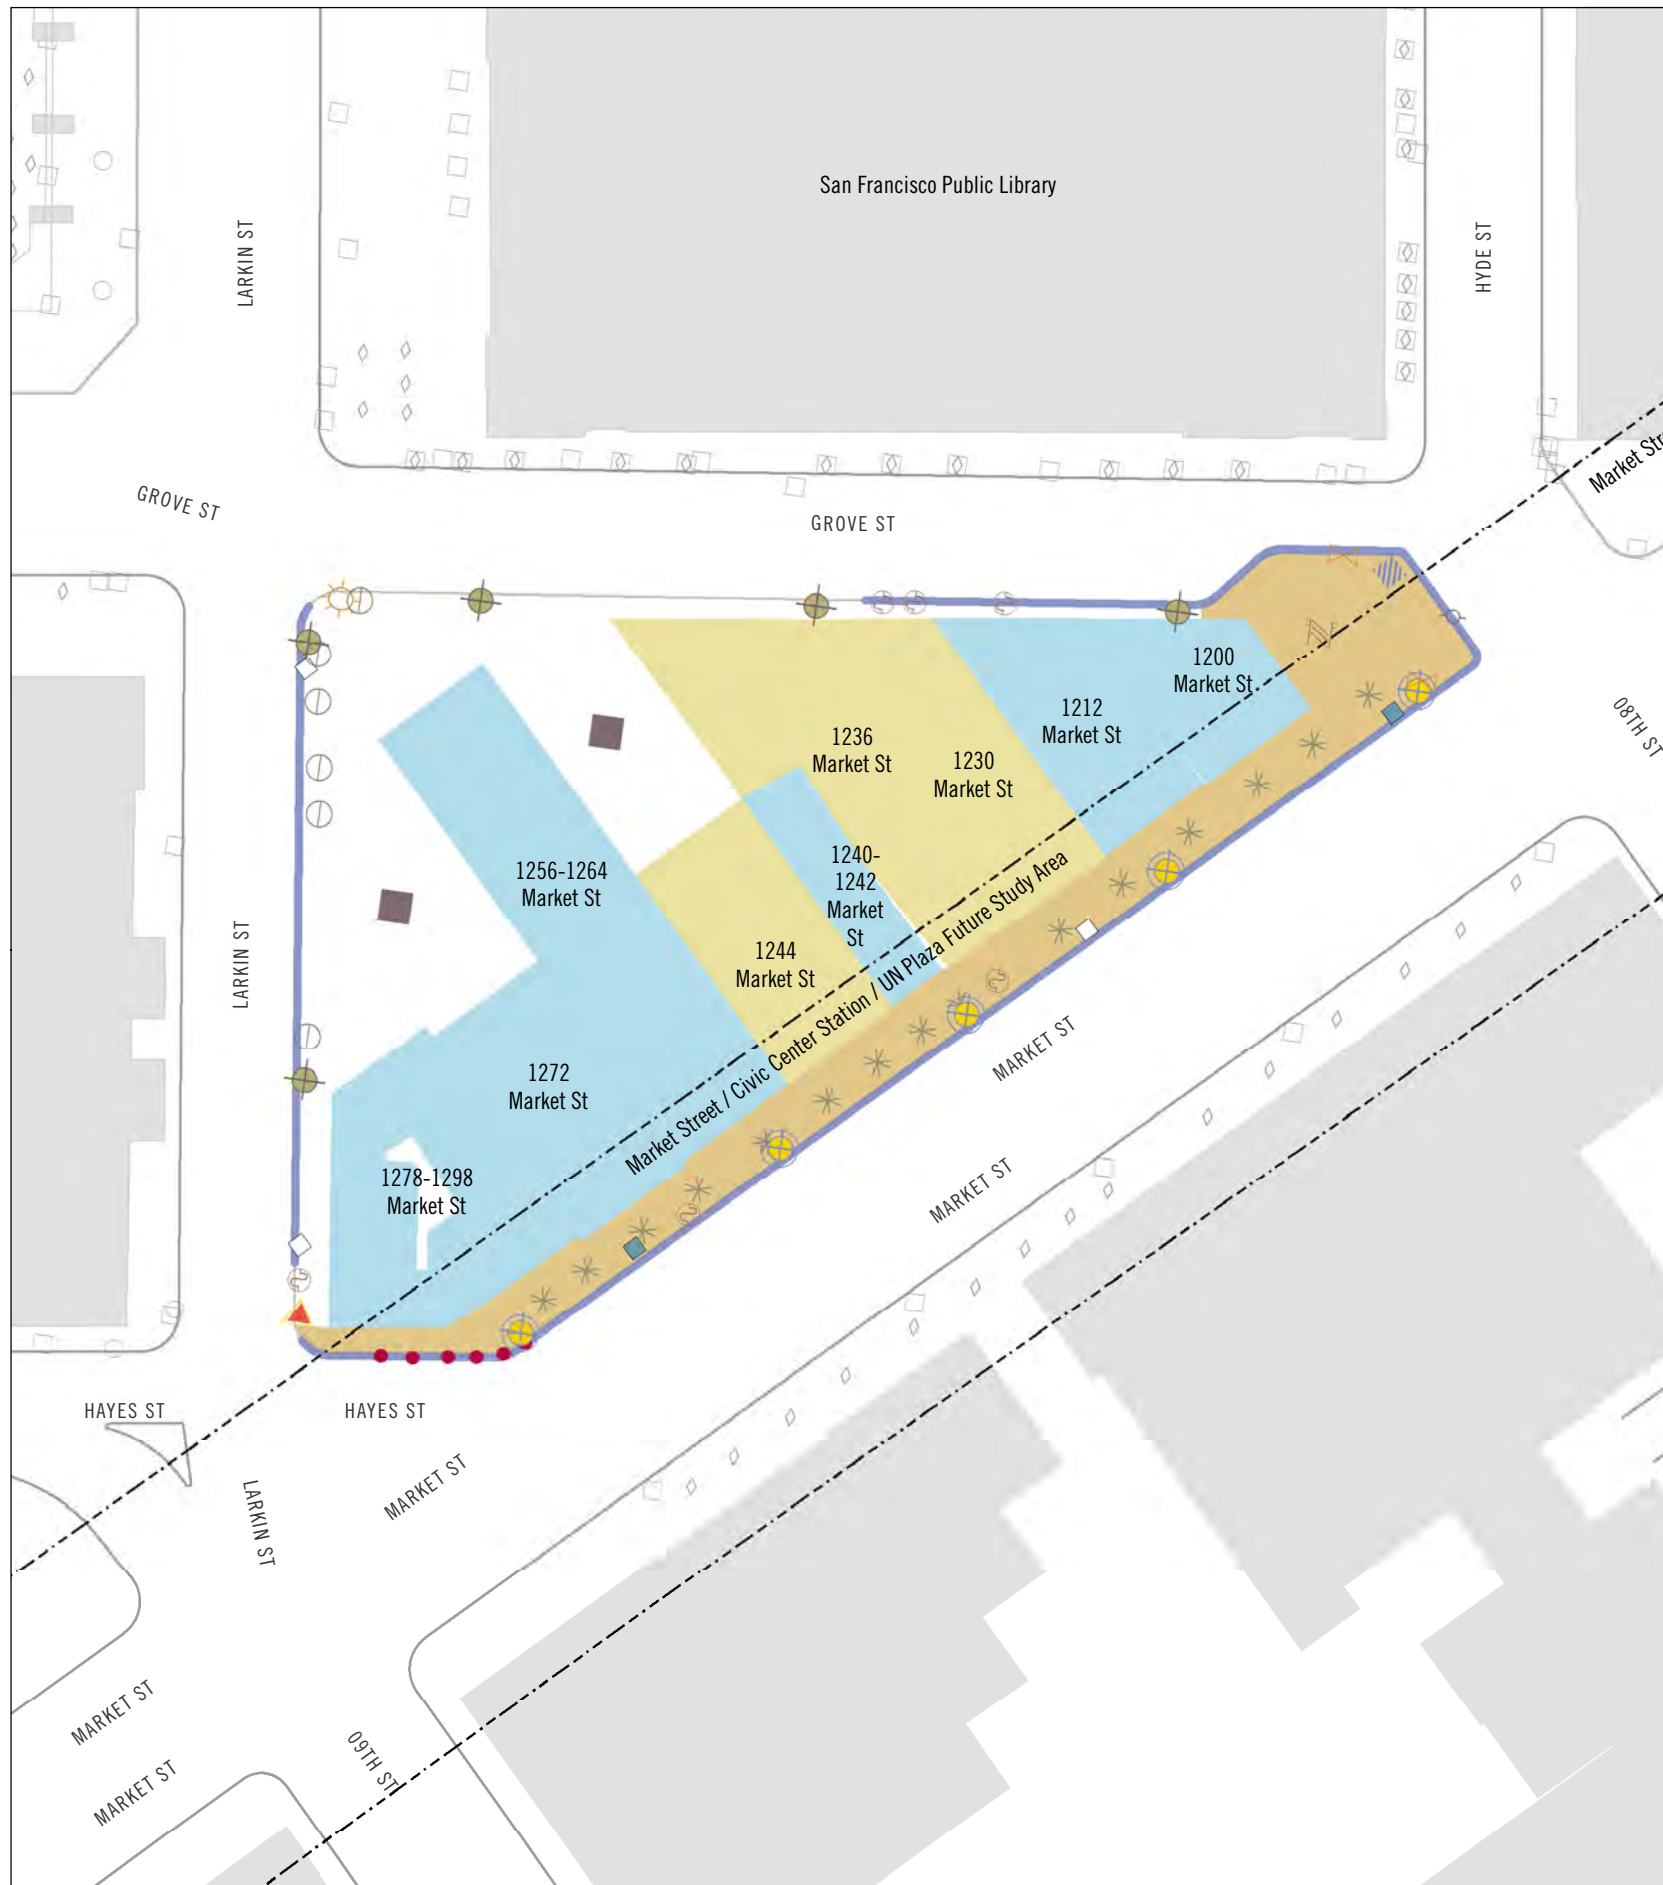 San Francisco Public Library
LARKIN ST
HYDE ST
Market Str
GROVE ST
GROVE ST
1200
Market St
1212
Market St
08TH ST
1236
Market St
1230
Market St
1240-
1242
Market
St
1256-1264
Market St
1244
Market St
LARKIN ST
Market Street / Civic Center Station / UN Plaza Future Study Area
MARKET ST
1272
Market St
1278-1298
Market St
MARKET ST
HAYES ST
HAYES ST
MARKET ST
LARKIN ST
MARKET ST
09TH ST
MARKET ST